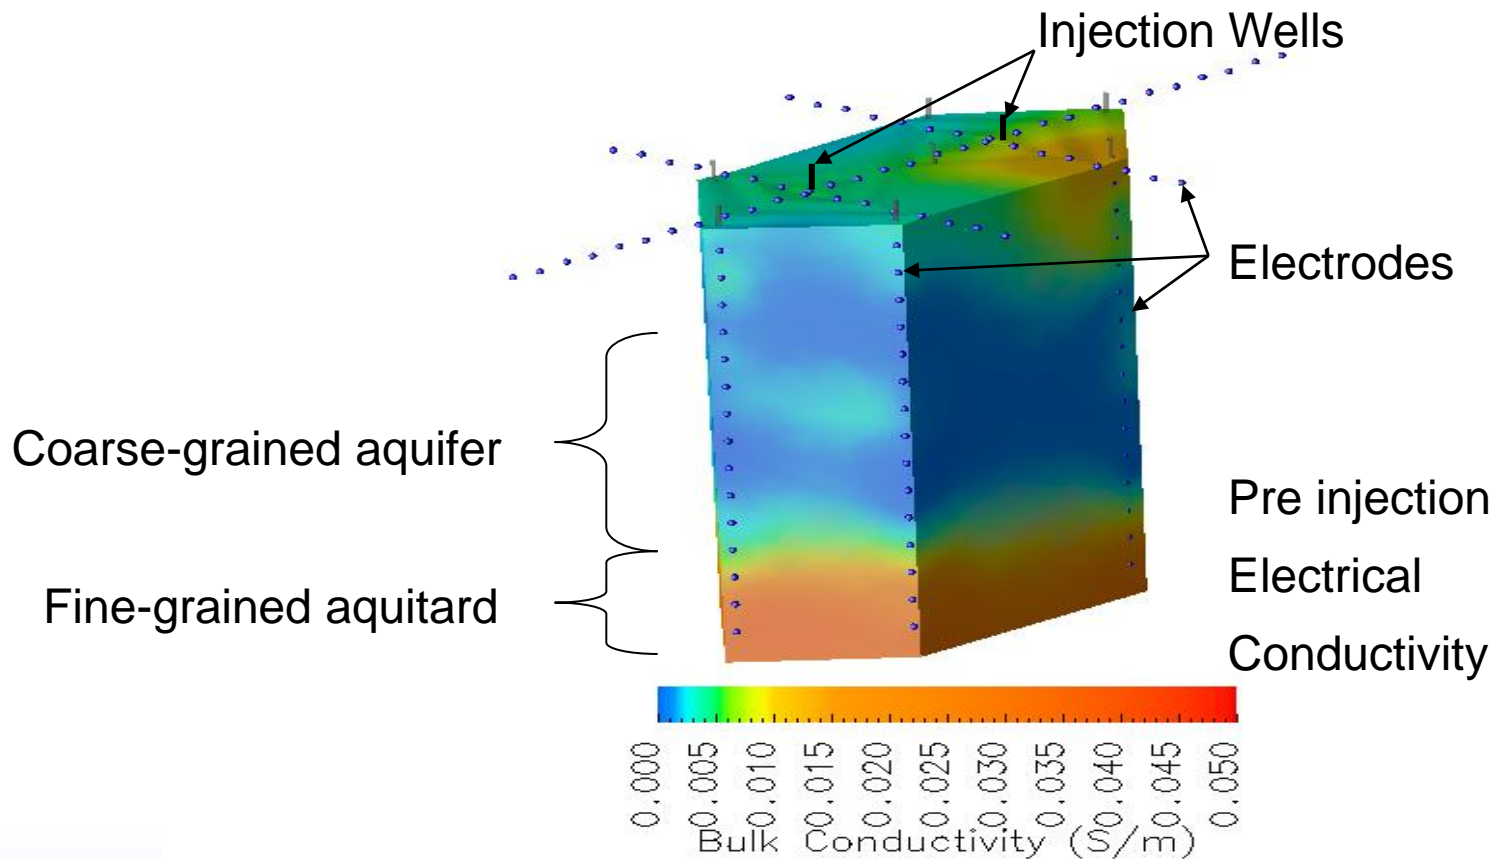 Injection Wells
Electrodes
Coarse-grained aquifer
Fine-grained aquitard
Pre injection
Electrical
Conductivity
0.000
0.005
0.010
0.015
0.020
0.025
0.030
0.035
0.040
0.045
0.050
Bulk Conductivity (S/m)